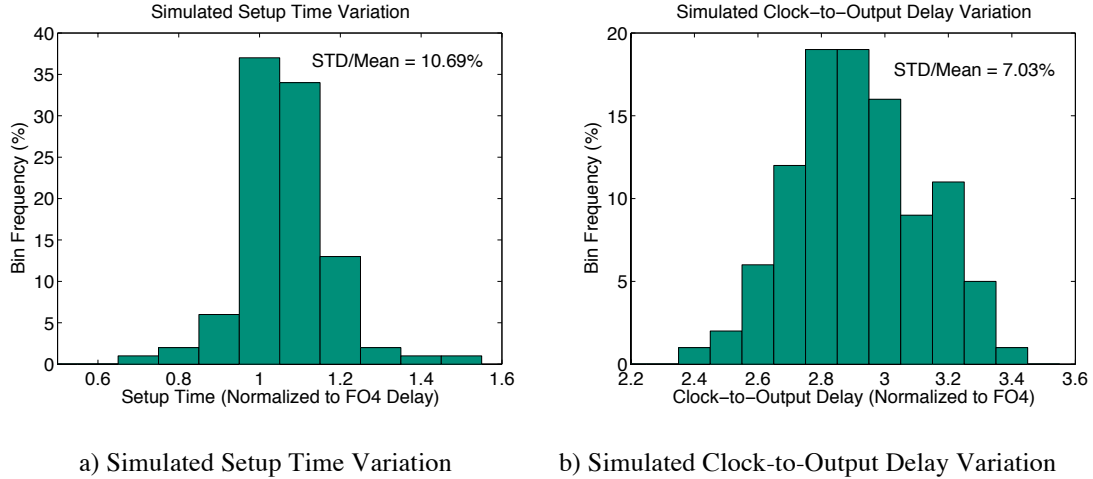 Simulated Setup Time Variation
40
35
30
25
20
15
10
5
0
Bin Frequency (%)
STD/Mean = 10.69%
0.6 0.8 1 1.2 1.4 1.6
Setup Time (Normalized to FO4 Delay)
a) Simulated Setup Time Variation
Simulated Clock−to−Output Delay Variation
20
15
10
5
0
Bin Frequency (%)
STD/Mean = 7.03%
2.2 2.4 2.6 2.8 3 3.2 3.4 3.6
Clock−to−Output Delay (Normalized to FO4)
b) Simulated Clock-to-Output Delay Variation